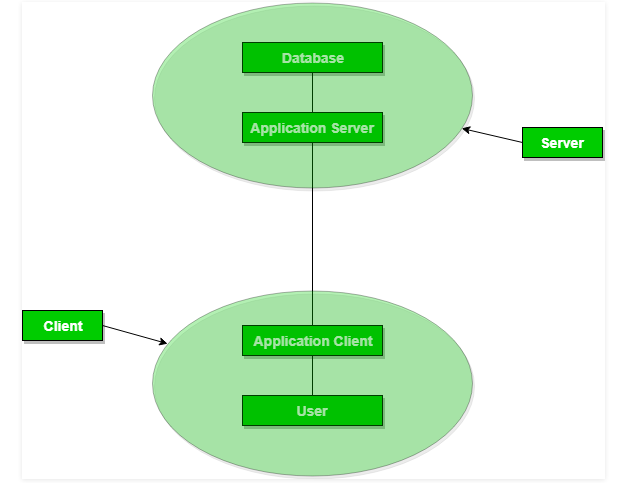 Database
Application Server
Server
Client
Application Client
User